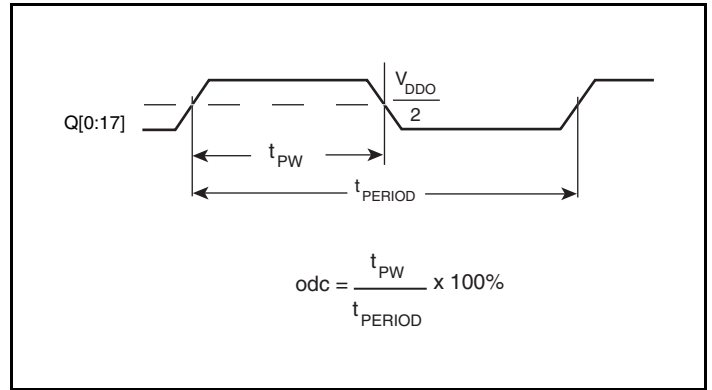 V_DDO
2
Q[0:17]
t_PW
t_PERIOD
odc = t_PW x 100%
t_PERIOD